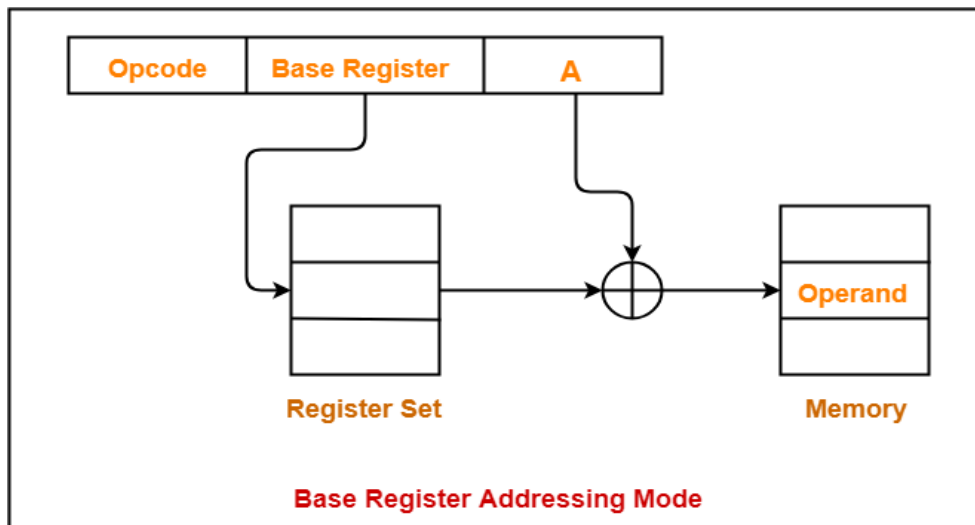 Opcode Base Register A
Operand
Register Set Memory
Base Register Addressing Mode